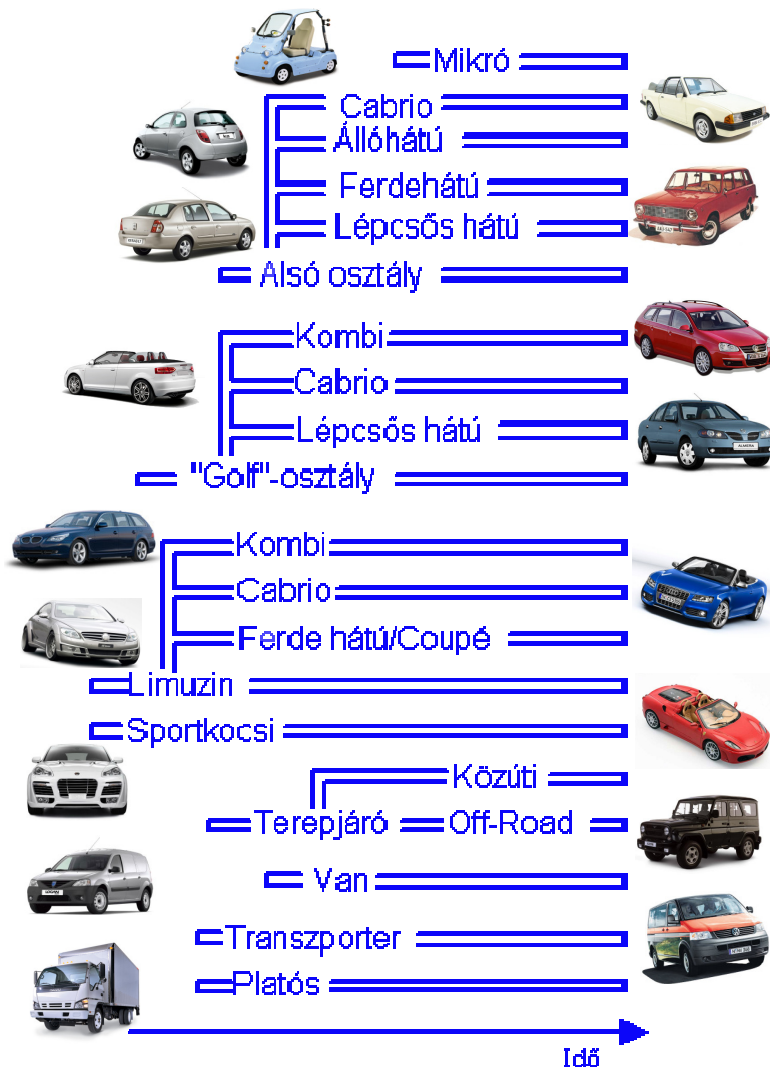 Mikró
Cabrio
Állóhátú
Ferdehátú
Lépcsős hátú
Alsó osztály
Kombi
Cabrio
Lépcsős hátú
"Golf"-osztály
Kombi
Cabrio
Ferde hátú/Coupé
Limuzin
Sportkocsi
Közúti
Terepjáró Off-Road
Van
Transzporter
Platós
Idő